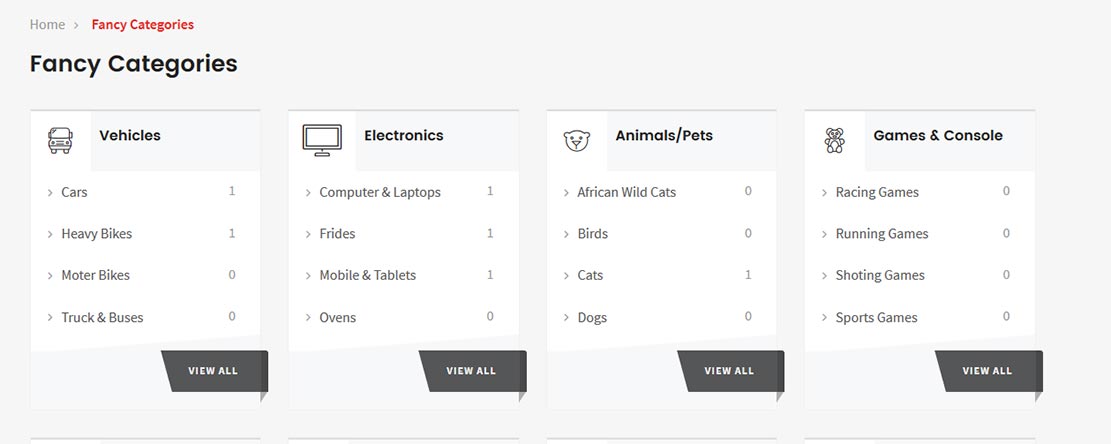 Home › Fancy Categories
Fancy Categories
Vehicles
Cars 1
Heavy Bikes 1
Moter Bikes 0
Truck & Buses 0
VIEW ALL
Electronics
Computer & Laptops 1
Frides 1
Mobile & Tablets 1
Ovens 0
VIEW ALL
Animals/Pets
African Wild Cats 0
Birds 0
Cats 1
Dogs 0
VIEW ALL
Games & Console
Racing Games 0
Running Games 0
Shoting Games 0
Sports Games 0
VIEW ALL